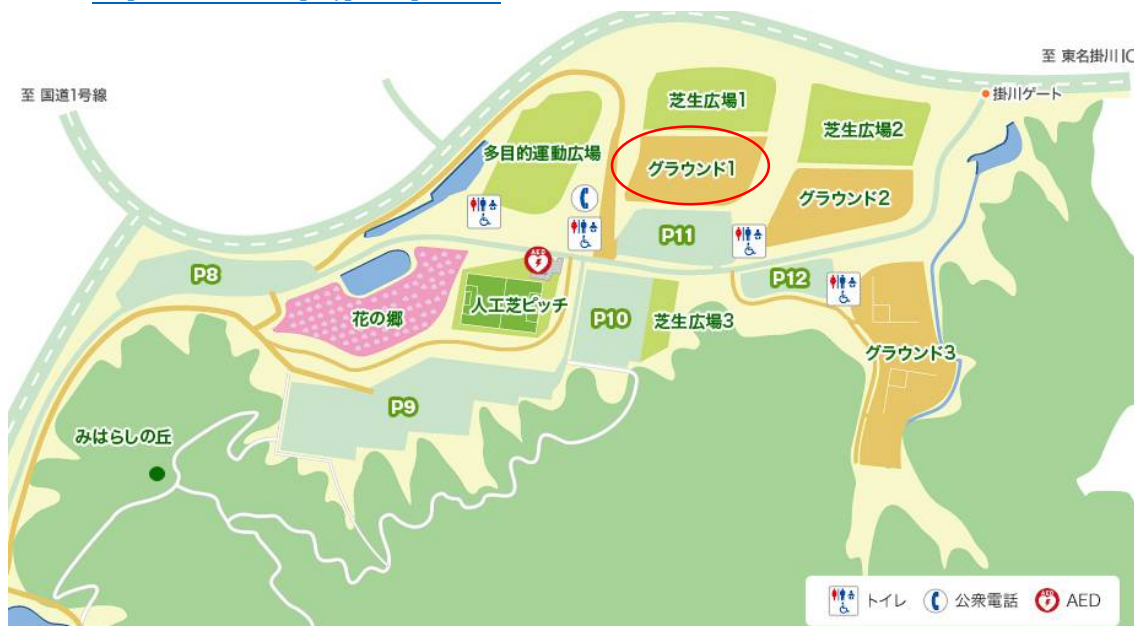 至 東名掛川IC
至 国道1号線
掛川ゲート
芝生広場1
芝生広場2
多目的運動広場
グラウンド1
グラウンド2
P11
P8
AED
P12
花の郷
人工芝ピッチ
P10
芝生広場3
グラウンド3
P9
みはらしの丘
トイレ
公衆電話
AED
AED